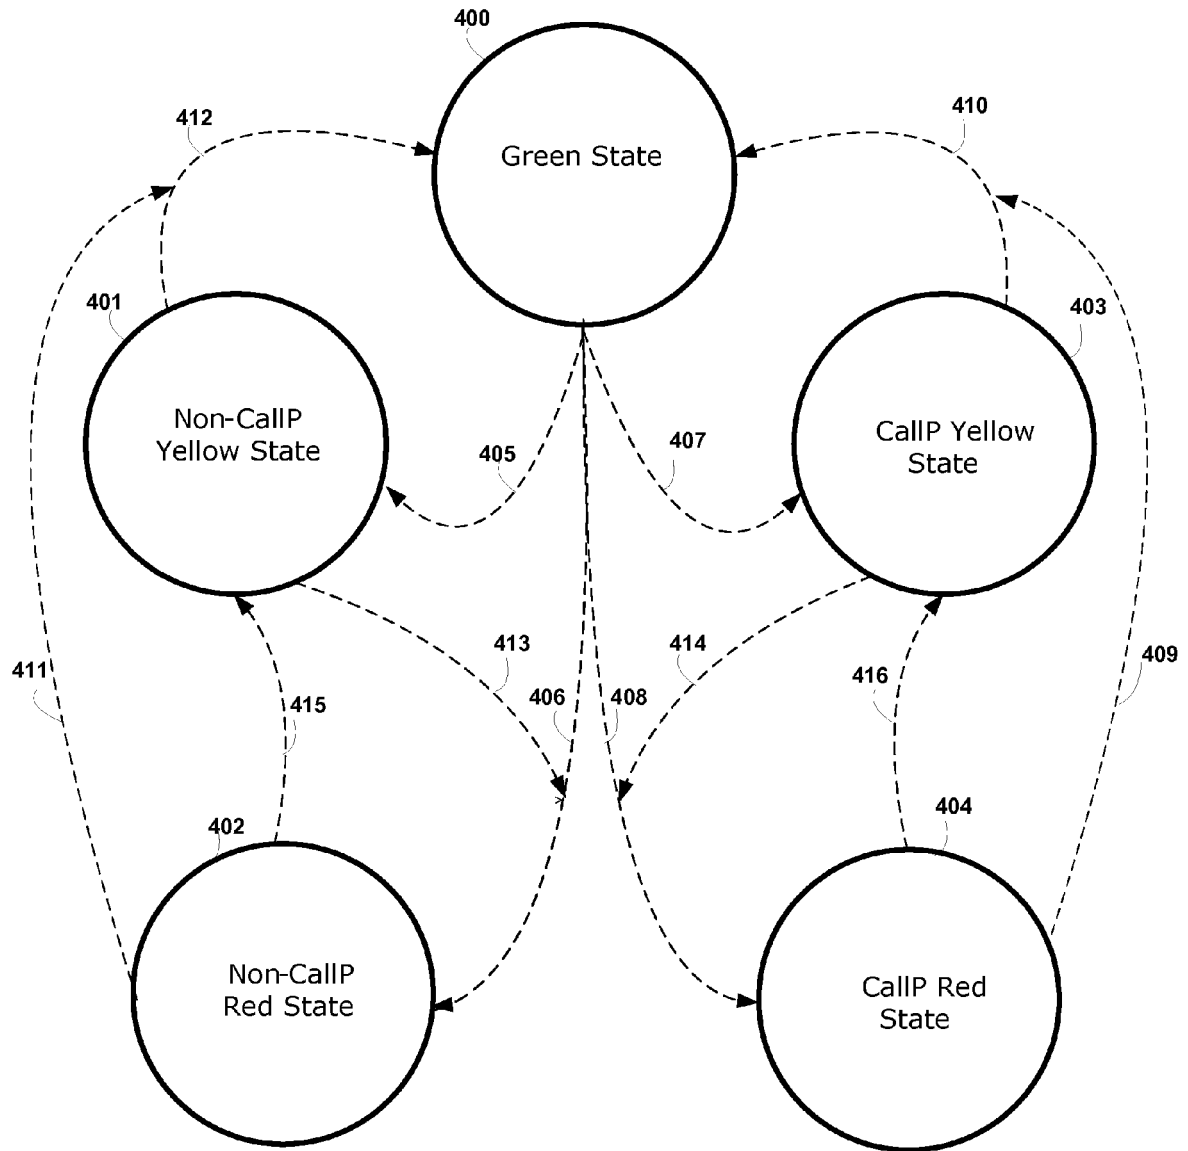 400
412
410
Green State
401
403
Non-CallP
Yellow State
CallP Yellow
State
405
407
413
414
411
409
406
408
415
416
402
404
Non-CallP
Red State
CallP Red
State